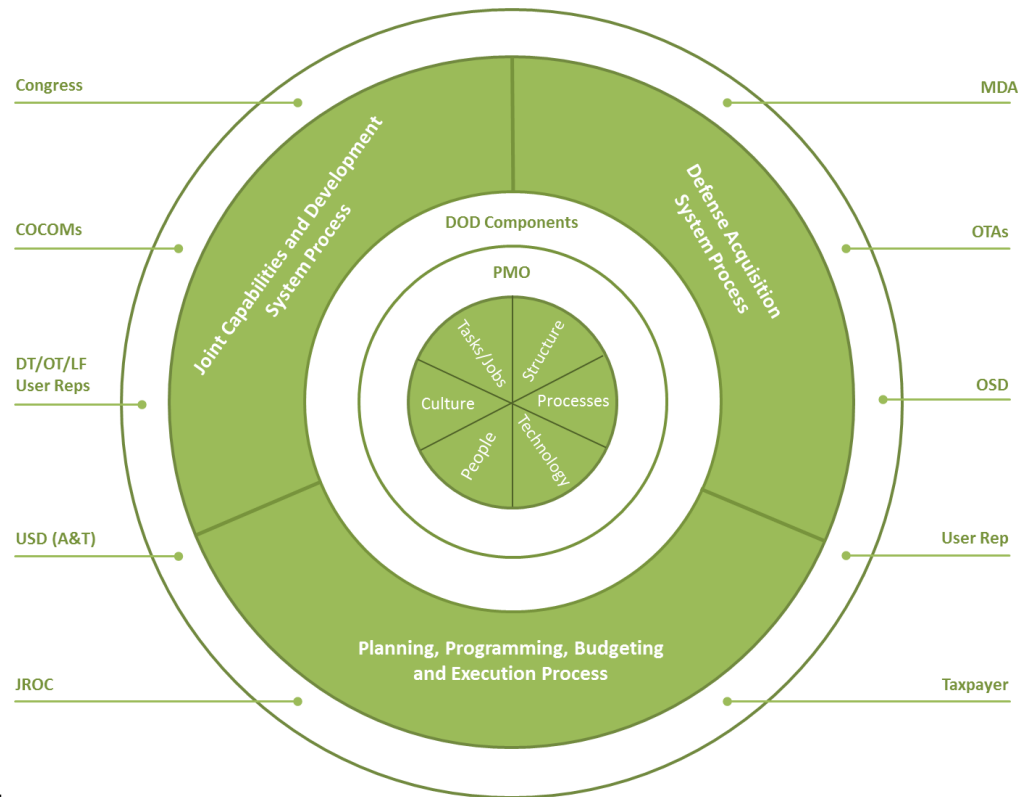 Congress
MDA
Joint Capabilities and Development
System Process
Defense Acquisition
System Process
COCOMs
DOD Components
OTAs
PMO
Tasks/Jobs
Structure
DT/OT/LF
User Reps
Culture
Processes
OSD
People
Technology
USD (A&T)
User Rep
Planning, Programming, Budgeting
and Execution Process
JROC
Taxpayer